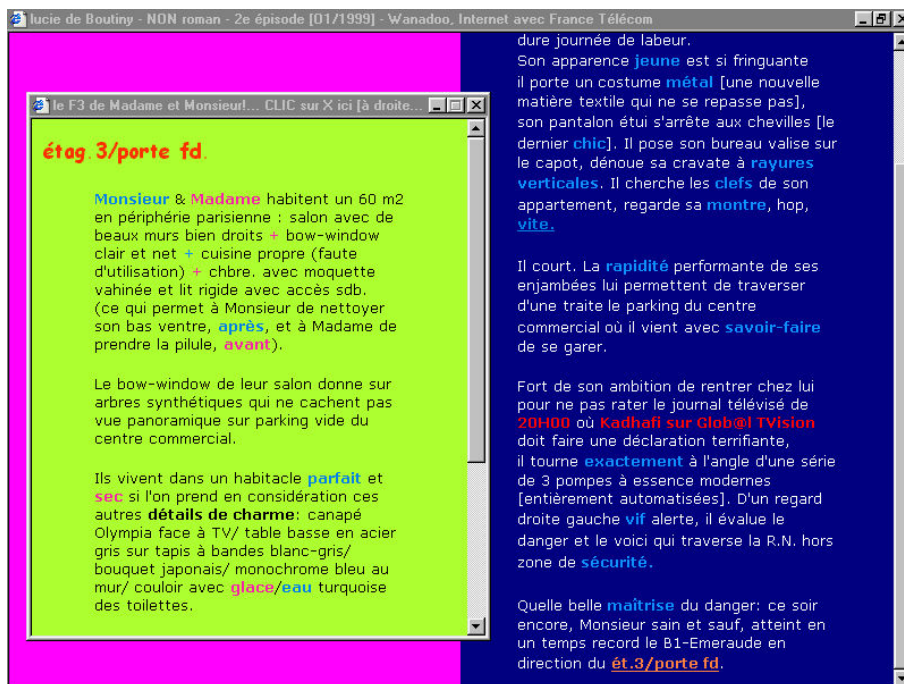 lucie de Boutiny - NON roman - 2e épisode [01/1999] - Wanadoo, Internet avec France Télécom
le F3 de Madame et Monsieur!... CLIC sur X ici [à droite...
étag.3/porte fd.
Monsieur & Madame habitent un 60 m2
en périphérie parisienne : salon avec de
beaux murs bien droits + bow-window
clair et net + cuisine propre (faute
d'utilisation) + chbre. avec moquette
vahinée et lit rigide avec accès sdb.
(ce qui permet à Monsieur de nettoyer
son bas ventre, après, et à Madame de
prendre la pilule, avant).
Le bow-window de leur salon donne sur
arbres synthétiques qui ne cachent pas
vue panoramique sur parking vide du
centre commercial.
Ils vivent dans un habitacle parfait et
sec si l'on prend en considération ces
autres détails de charme: canapé
Olympia face à TV/ table basse en acier
gris sur tapis à bandes blanc-gris/
bouquet japonais/ monochrome bleu au
mur/ couloir avec glace/eau turquoise
des toilettes.
dure journée de labeur.
Son apparence jeune est si fringuante
il porte un costume métal [une nouvelle
matière textile qui ne se repasse pas],
son pantalon étui s'arrête aux chevilles [le
dernier chic]. Il pose son bureau valise sur
le capot, dénoue sa cravate à rayures
verticales. Il cherche les clefs de son
appartement, regarde sa montre, hop,
vite.
Il court. La rapidité performante de ses
enjambées lui permettent de traverser
d'une traite le parking du centre
commercial où il vient avec savoir-faire
de se garer.
Fort de son ambition de rentrer chez lui
pour ne pas rater le journal télévisé de
20H00 où Kadhafi sur Glob@l TVision
doit faire une déclaration terrifiante,
il tourne exactement à l'angle d'une série
de 3 pompes à essence modernes
[entièrement automatisées]. D'un regard
droite gauche vif alerte, il évalue le
danger et le voici qui traverse la R.N. hors
zone de sécurité.
Quelle belle maîtrise du danger: ce soir
encore, Monsieur sain et sauf, atteint en
un temps record le B1-Emeraude en
direction du ét.3/porte fd.